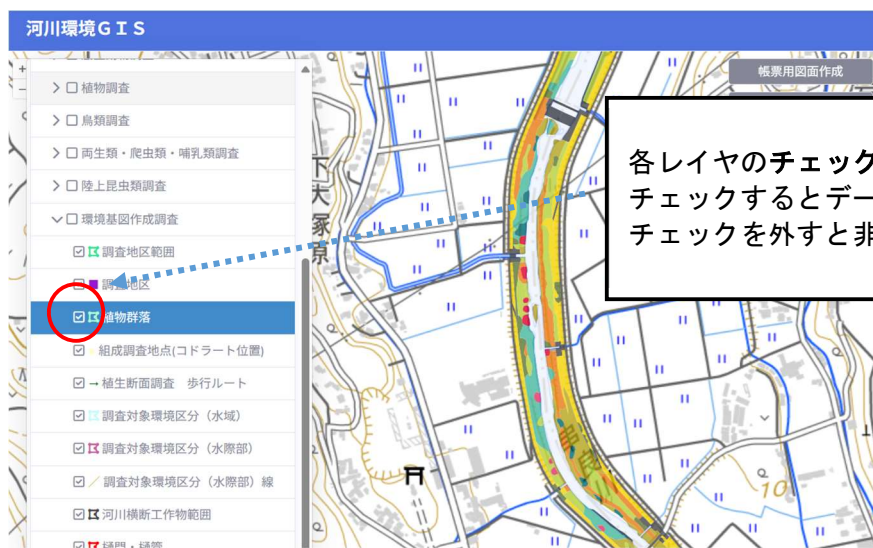 河川環境GIS
帳票用図面作成
植物調査
鳥類調査
両生類・爬虫類・哺乳類調査
陸上昆虫類調査
環境基図作成調査
調査地区範囲
調査地区
植物群落
組成調査地点(コドラート位置)
→植生断面調査 歩行ルート
調査対象環境区分(水域)
調査対象環境区分(水際部)
調査対象環境区分(水際部)線
河川横断工作物範囲
樋門・樋管
各レイヤのチェック
チェックするとデー
チェックを外すと非
下大塚原
10